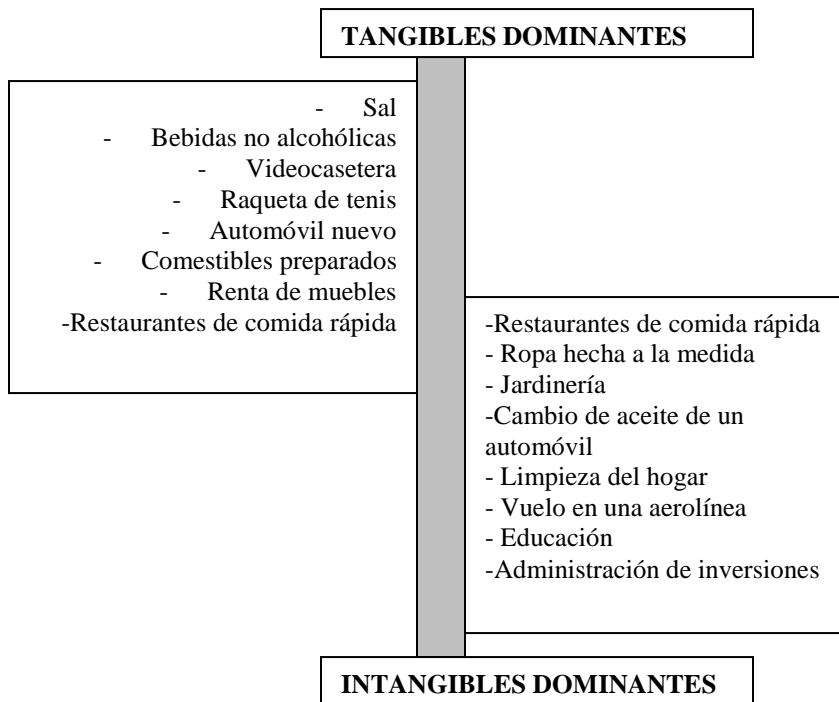 TANGIBLES DOMINANTES
- Sal
- Bebidas no alcohólicas
- Videocasetera
- Raqueta de tenis
- Automóvil nuevo
- Comestibles preparados
- Renta de muebles
-Restaurantes de comida rápida
-Restaurantes de comida rápida
- Ropa hecha a la medida
- Jardinería
-Cambio de aceite de un
automóvil
- Limpieza del hogar
- Vuelo en una aerolínea
- Educación
-Administración de inversiones
INTANGIBLES DOMINANTES